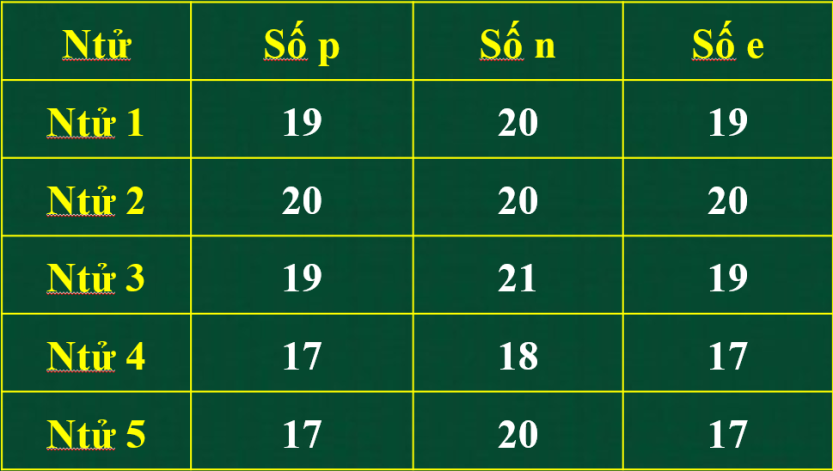 Ntử Số p Số n Số e
Ntử 1 19 20 19
Ntử 2 20 20 20
Ntử 3 19 21 19
Ntử 4 17 18 17
Ntử 5 17 20 17